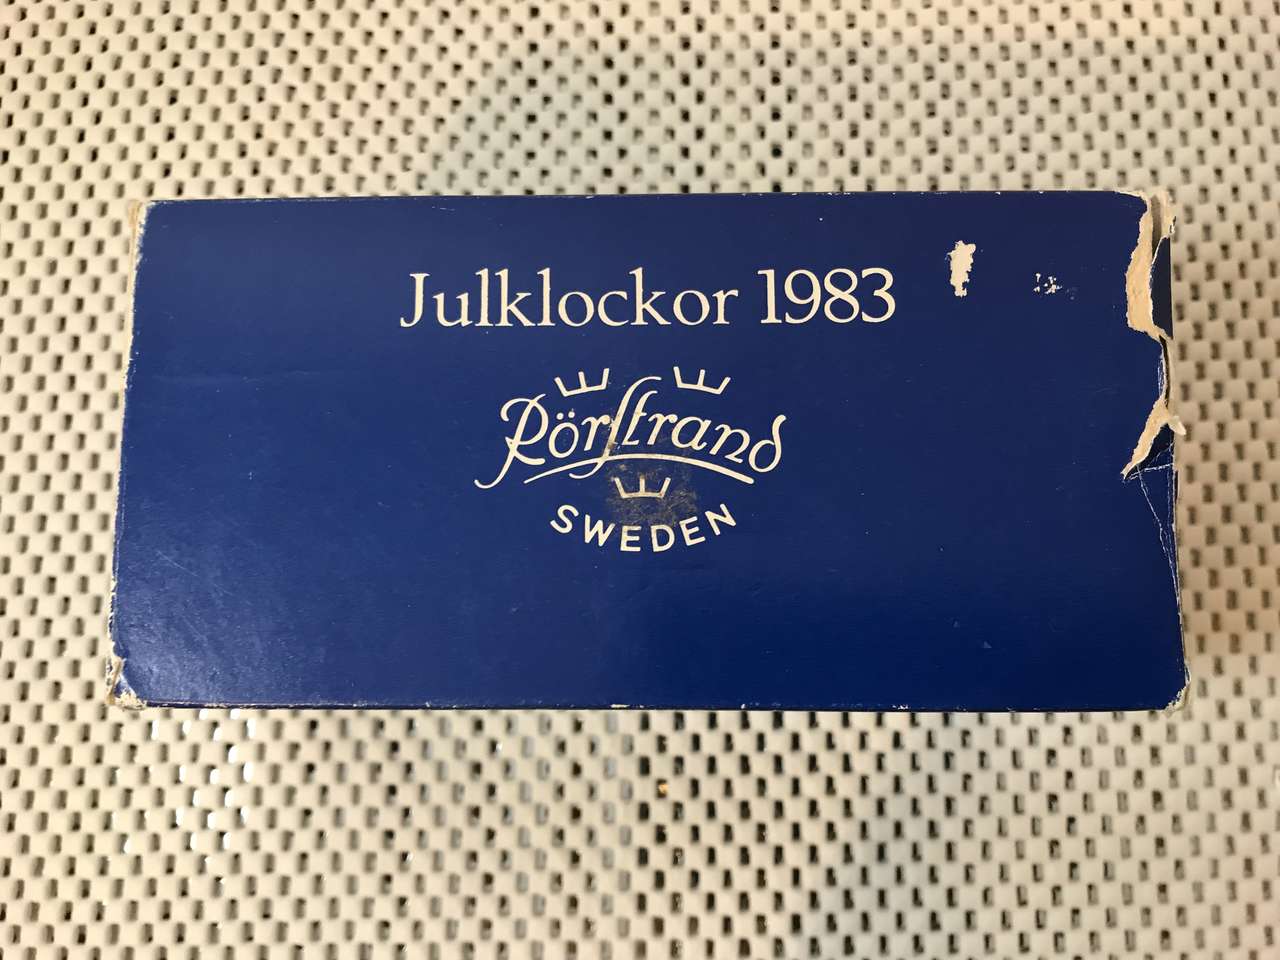 Julklockor 1983
Rörstrand
SWEDEN